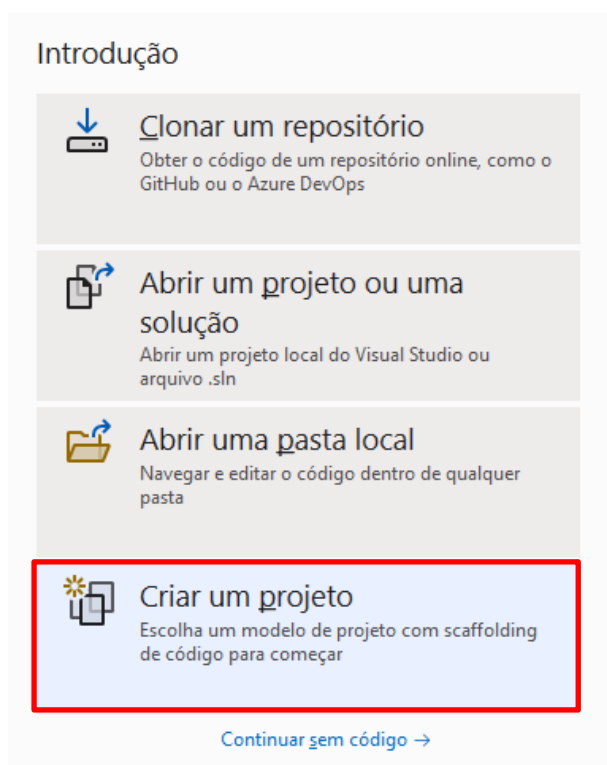 Introdução
Clonar um repositório
Obter o código de um repositório online, como o
GitHub ou o Azure DevOps
Abrir um projeto ou uma
solução
Abrir um projeto local do Visual Studio ou
arquivo .sln
Abrir uma pasta local
Navegar e editar o código dentro de qualquer
pasta
Criar um projeto
Escolha um modelo de projeto com scaffolding
de código para começar
Continuar sem código →